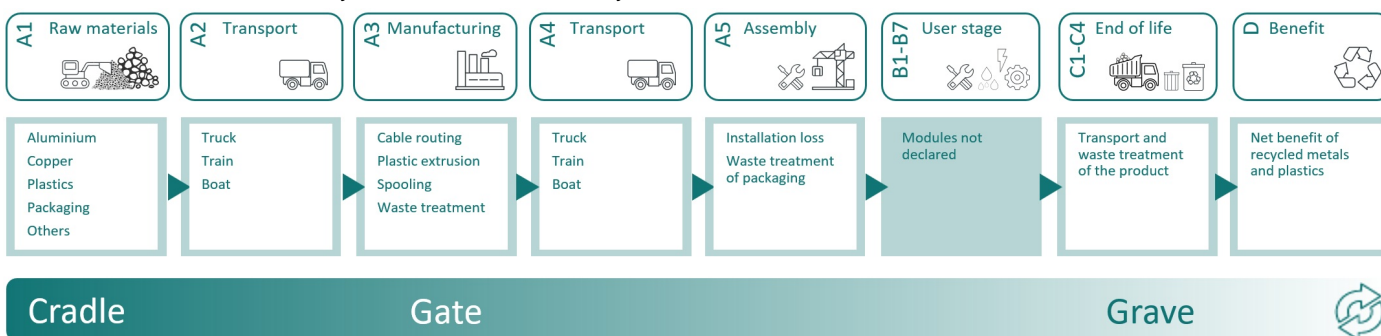 A1 Raw materials
A2 Transport
A3 Manufacturing
A4 Transport
A5 Assembly
B1-B7 User stage
C1-C4 End of life
D Benefit
Aluminium
Copper
Plastics
Packaging
Others
Truck
Train
Boat
Cable routing
Plastic extrusion
Spooling
Waste treatment
Truck
Train
Boat
Installation loss
Waste treatment
of packaging
Modules not
declared
Transport and
waste treatment
of the product
Net benefit of
recycled metals
and plastics
Cradle
Gate
Grave